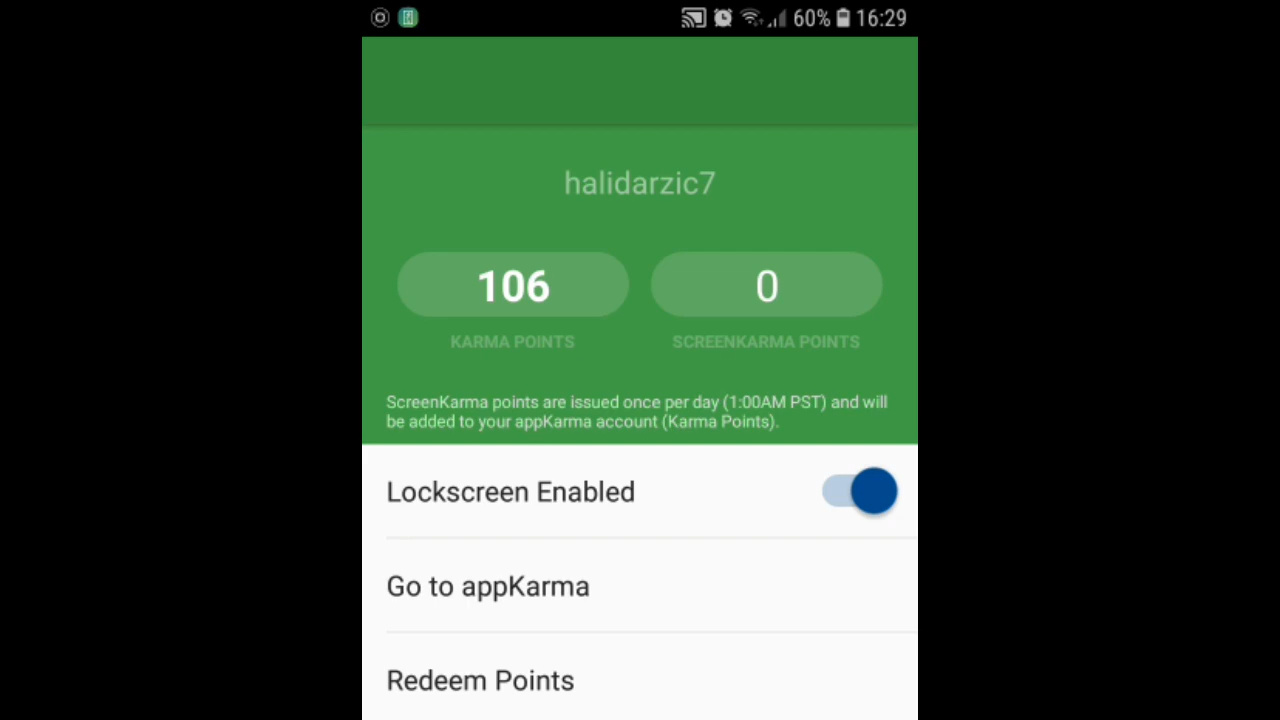 60% 16:29
halidarzic7
106 0
KARMA POINTS SCREENKARMA POINTS
ScreenKarma points are issued once per day (1:00AM PST) and will
be added to your appKarma account (Karma Points).
Lockscreen Enabled
Go to appKarma
Redeem Points